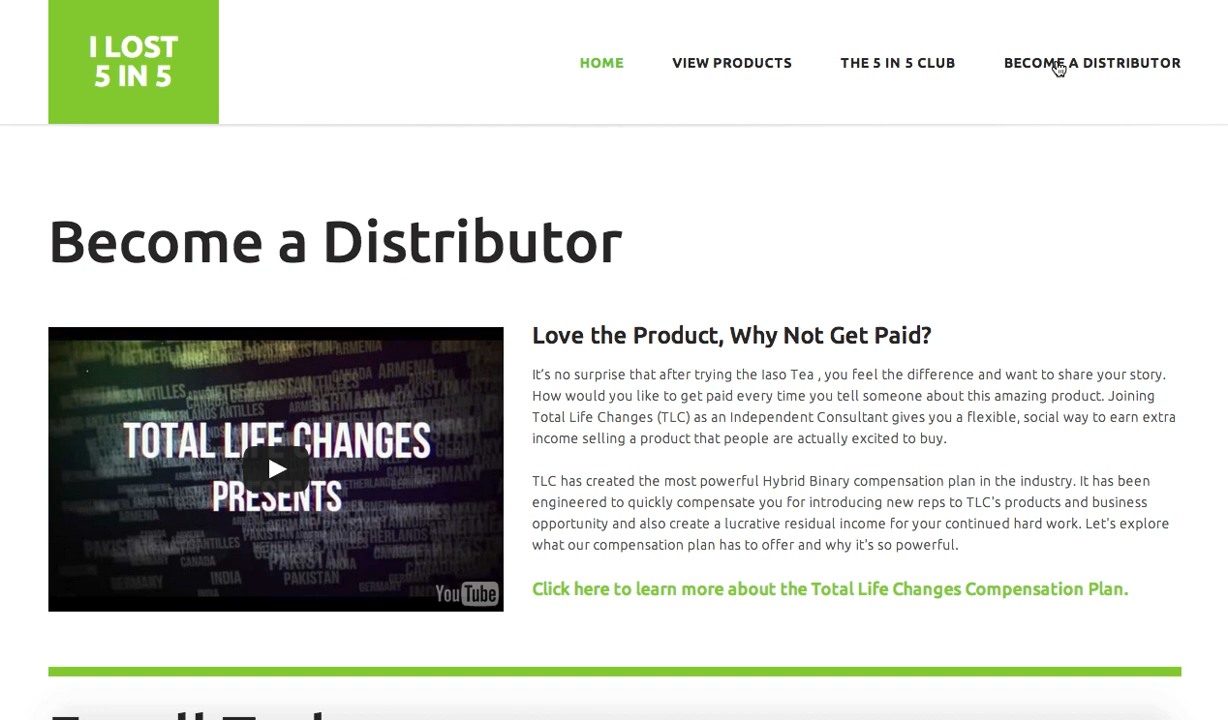 I LOST
5 IN 5
HOME
VIEW PRODUCTS
THE 5 IN 5 CLUB
BECOME A DISTRIBUTOR
Become a Distributor
TOTAL LIFE CHANGES
PRESENTS
YouTube
Love the Product, Why Not Get Paid?
It's no surprise that after trying the Iaso Tea , you feel the difference and want to share your story.
How would you like to get paid every time you tell someone about this amazing product. Joining
Total Life Changes (TLC) as an Independent Consultant gives you a flexible, social way to earn extra
income selling a product that people are actually excited to buy.
TLC has created the most powerful Hybrid Binary compensation plan in the industry. It has been
engineered to quickly compensate you for introducing new reps to TLC's products and business
opportunity and also create a lucrative residual income for your continued hard work. Let's explore
what our compensation plan has to offer and why it's so powerful.
Click here to learn more about the Total Life Changes Compensation Plan.